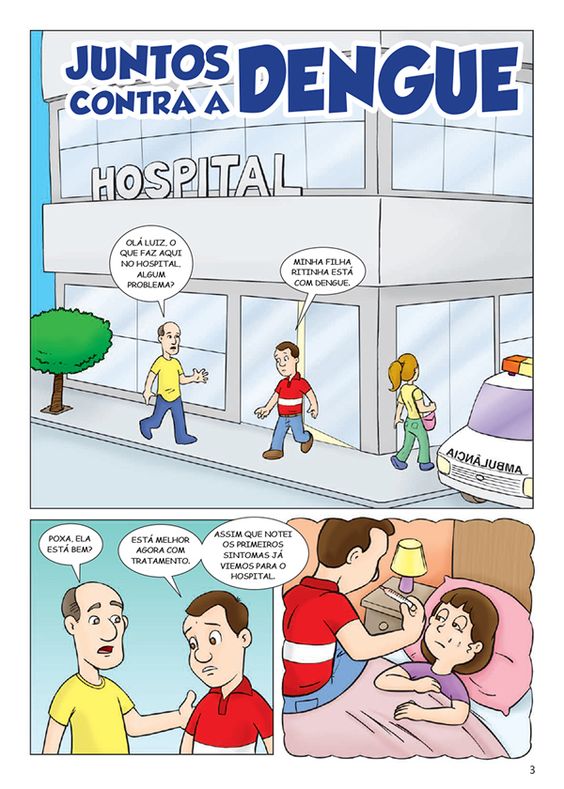 JUNTOS
CONTRA A DENGUE
HOSPITAL
OLÁ LUIZ, O
QUE FAZ AQUI
NO HOSPITAL,
ALGUM
PROBLEMA?
MINHA FILHA
RITINHA ESTÁ
COM DENGUE.
AMBULÂNCIA
POXA, ELA
ESTÁ BEM?
ESTÁ MELHOR
AGORA COM
TRATAMENTO.
ASSIM QUE NOTEI
OS PRIMEIROS
SINTOMAS JÁ
VIEMOS PARA O
HOSPITAL.
3